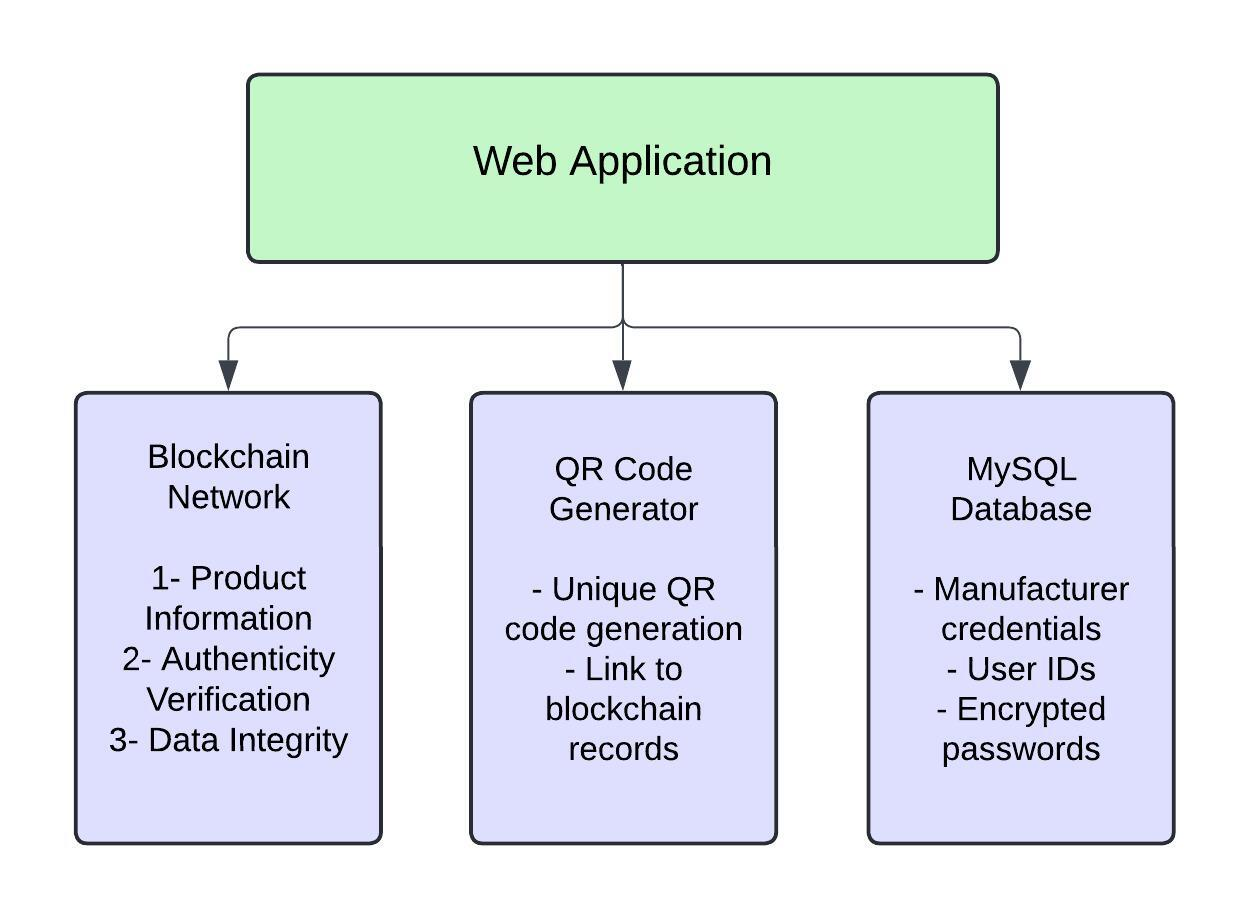 Web Application
Blockchain
Network
1- Product
Information
2- Authenticity
Verification
3- Data Integrity
QR Code
Generator
- Unique QR
code generation
- Link to
blockchain
records
MySQL
Database
- Manufacturer
credentials
- User IDs
- Encrypted
passwords